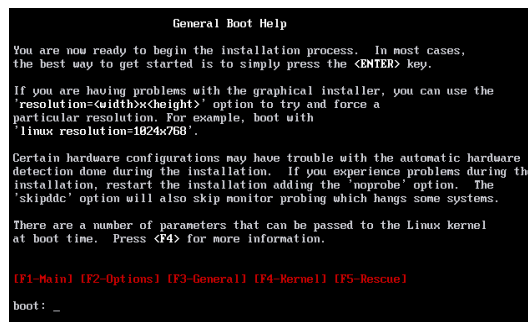 General Boot Help
You are now ready to begin the installation process.  In most cases,
the best way to get started is to simply press the <ENTER> key.
If you are having problems with the graphical installer, you can use the
'resolution=<width>x<height>' option to try and force a
particular resolution. For example, boot with
'linux resolution=1024x768'.
Certain hardware configurations may have trouble with the automatic hardware
detection done during the installation.  If you experience problems during th
installation, restart the installation adding the 'noprobe' option.  The
'skipddc' option will also skip monitor probing which hangs some systems.
There are a number of parameters that can be passed to the Linux kernel
at boot time.  Press <F4> for more information.
[F1-Main] [F2-Options] [F3-General] [F4-Kernel] [F5-Rescue]
boot: _